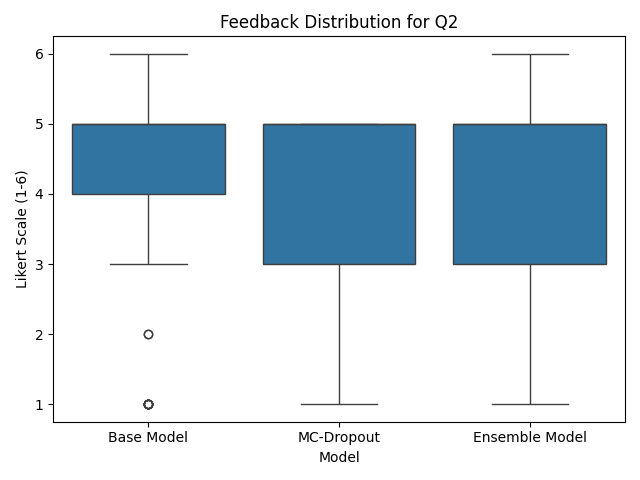 Feedback Distribution for Q2
Likert Scale (1-6)
6
5
4
3
2
1
Base Model
MC-Dropout
Ensemble Model
Model